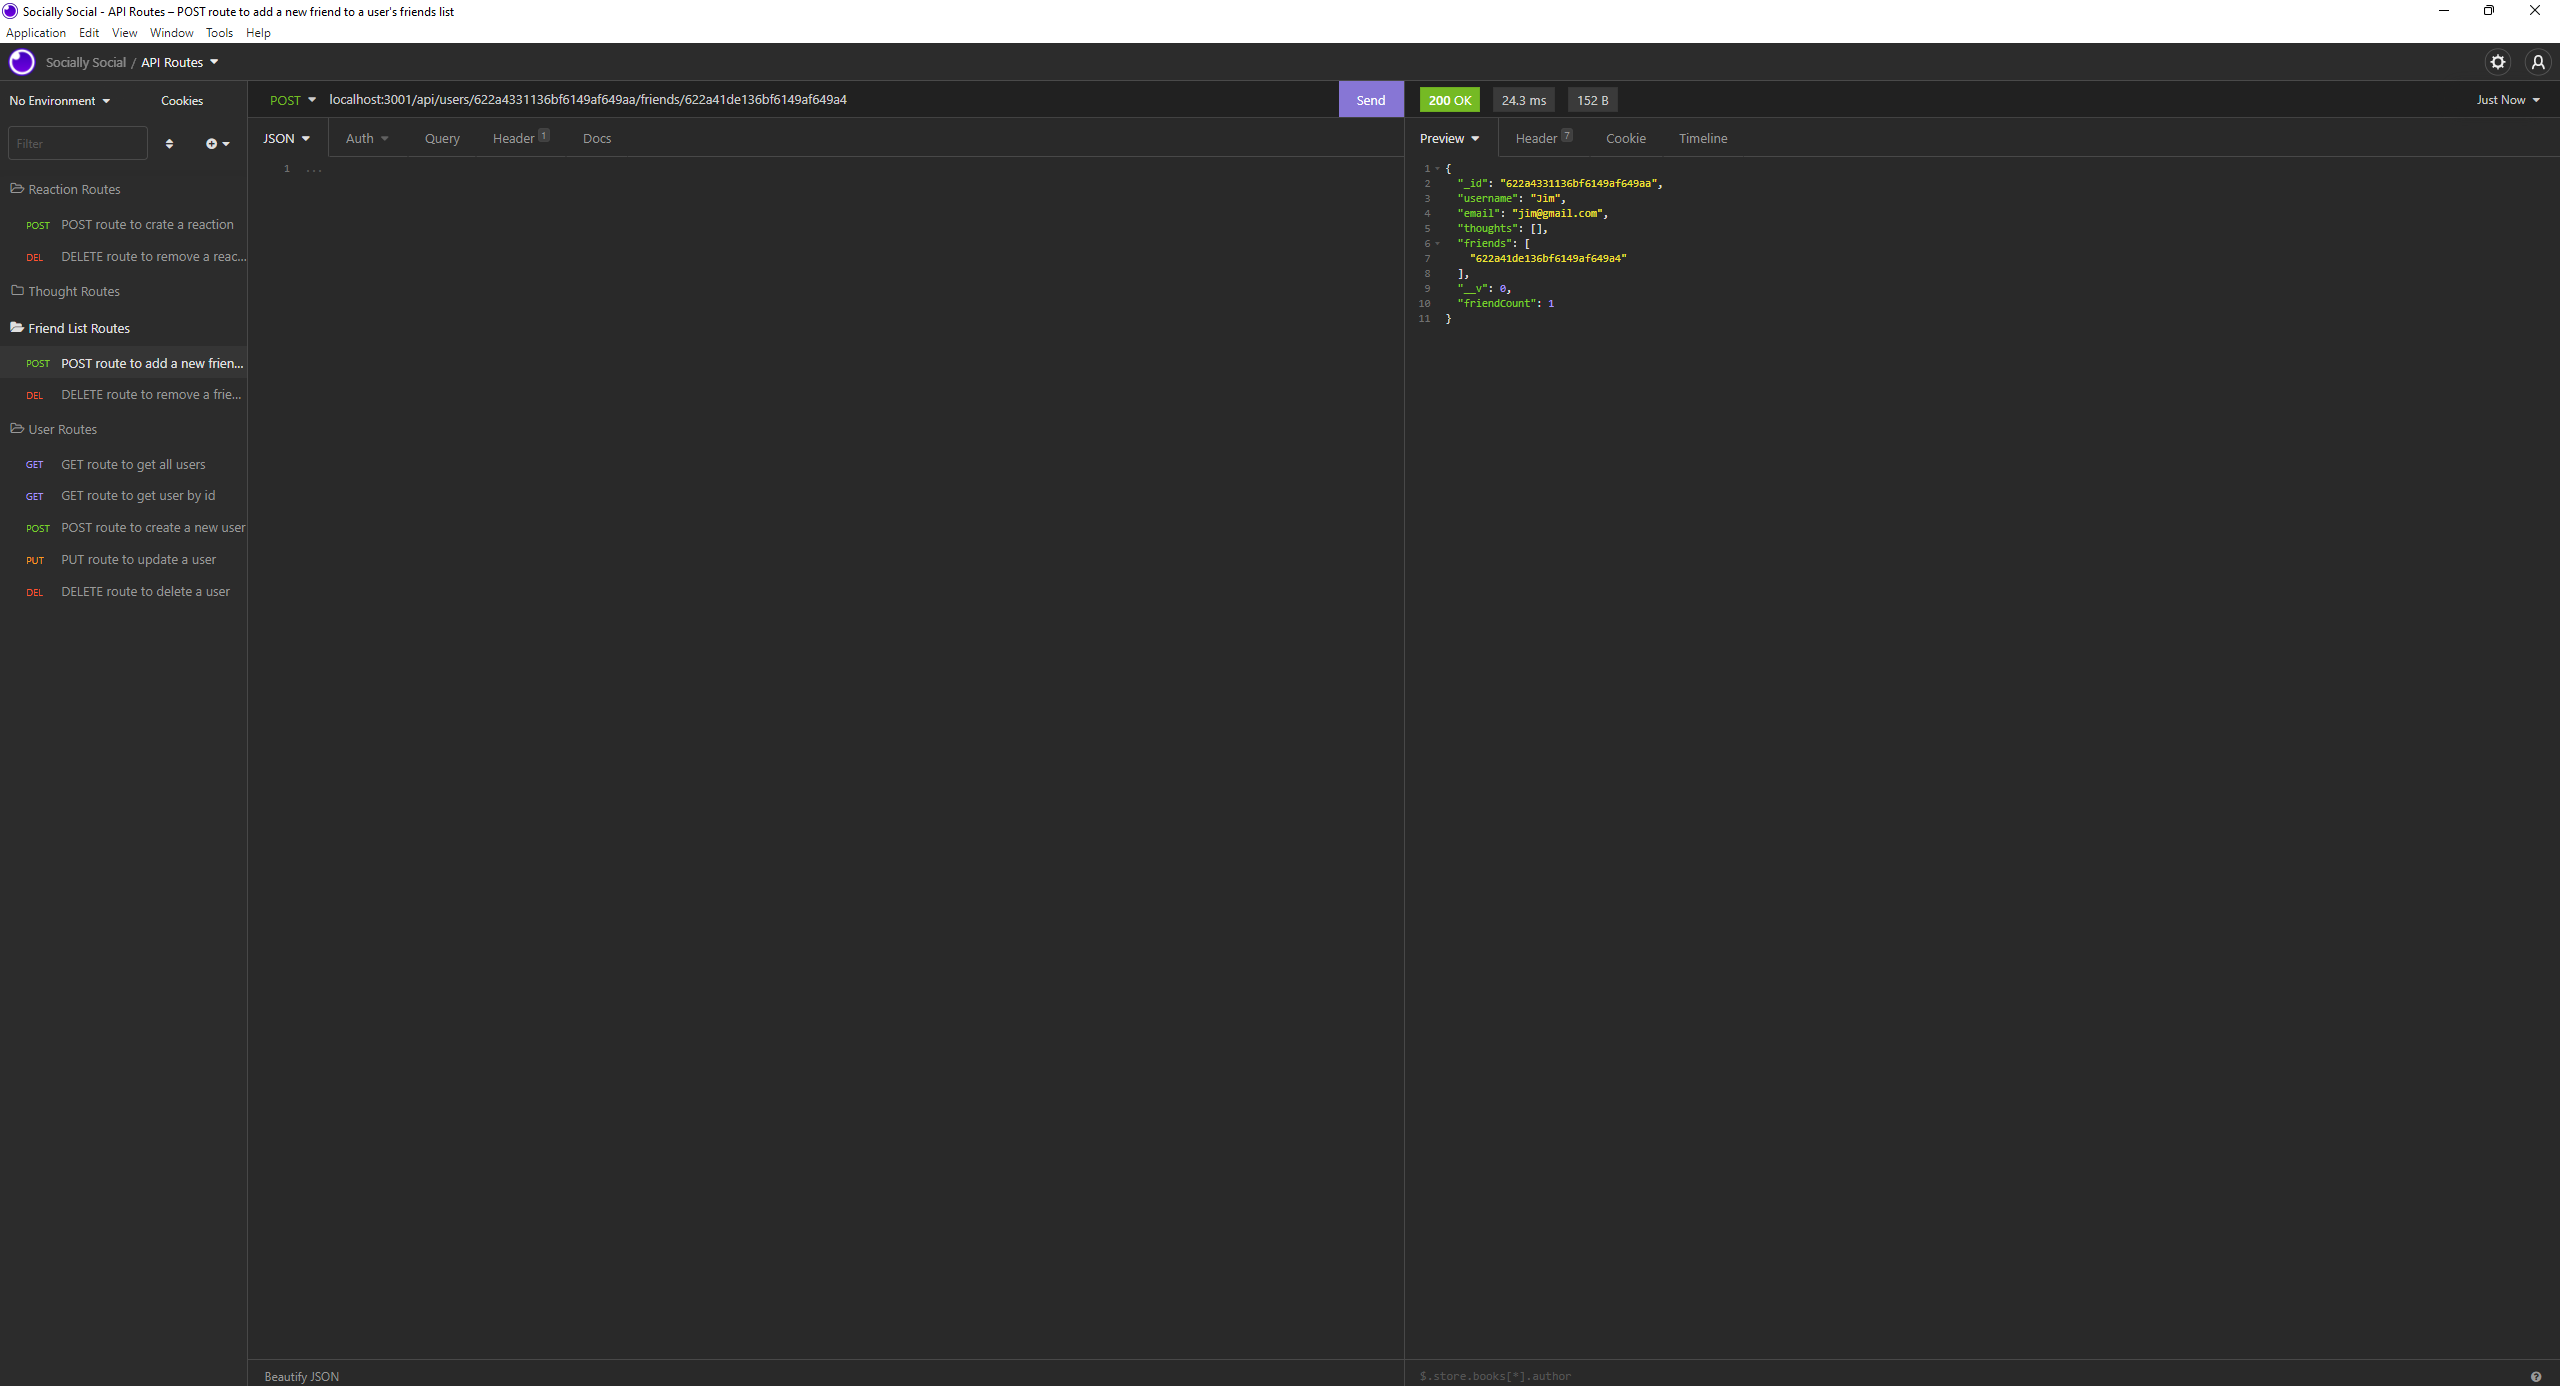 Socially Social - API Routes – POST route to add a new friend to a user's friends list
Application Edit View Window Tools Help
Socially Social / API Routes
No Environment Cookies
Filter
Reaction Routes
POST POST route to crate a reaction
DEL DELETE route to remove a reac...
Thought Routes
Friend List Routes
POST POST route to add a new frien...
DEL DELETE route to remove a frie...
User Routes
GET GET route to get all users
GET GET route to get user by id
POST POST route to create a new user
PUT PUT route to update a user
DEL DELETE route to delete a user
POST localhost:3001/api/users/622a4331136bf6149af649aa/friends/622a41de136bf6149af649a4 Send
JSON Auth Query Header 1 Docs
1 ...
Beautify JSON
200 OK 24.3 ms 152 B Just Now
Preview Header 7 Cookie Timeline
1 {
2 "_id": "622a4331136bf6149af649aa",
3 "username": "Jim",
4 "email": "jim@gmail.com",
5 "thoughts": [],
6 "friends": [
7 "622a41de136bf6149af649a4"
8 ],
9 "__v": 0,
10 "friendCount": 1
11 }
$.store.books[*].author